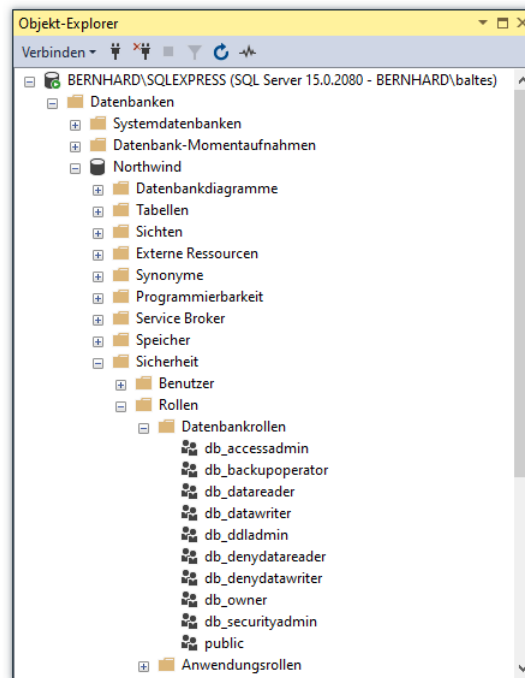 Objekt-Explorer
Verbinden
BERNHARD\SQLEXPRESS (SQL Server 15.0.2080 - BERNHARD\baltes)
Datenbanken
Systemdatenbanken
Datenbank-Momentaufnahmen
Northwind
Datenbankdiagramme
Tabellen
Sichten
Externe Ressourcen
Synonyme
Programmierbarkeit
Service Broker
Speicher
Sicherheit
Benutzer
Rollen
Datenbankrollen
db_accessadmin
db_backupoperator
db_datareader
db_datawriter
db_ddladmin
db_denydatareader
db_denydatawriter
db_owner
db_securityadmin
public
Anwendungsrollen